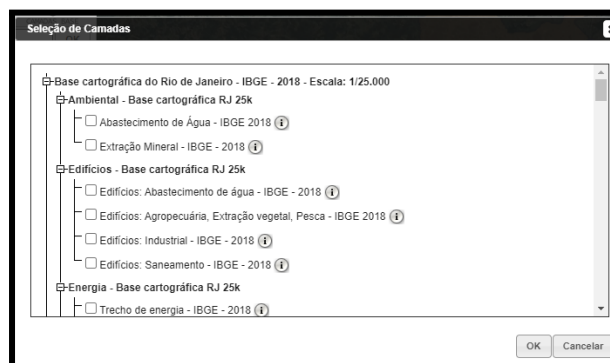 Seleção de Camadas
Base cartográfica do Rio de Janeiro - IBGE - 2018 - Escala: 1/25.000
Ambiental - Base cartográfica RJ 25k
Abastecimento de Água - IBGE 2018
Extração Mineral - IBGE - 2018
Edifícios - Base cartográfica RJ 25k
Edifícios: Abastecimento de água - IBGE - 2018
Edifícios: Agropecuária, Extração vegetal, Pesca - IBGE 2018
Edifícios: Industrial - IBGE - 2018
Edifícios: Saneamento - IBGE - 2018
Energia - Base cartográfica RJ 25k
Trecho de energia - IBGE - 2018
OK Cancelar